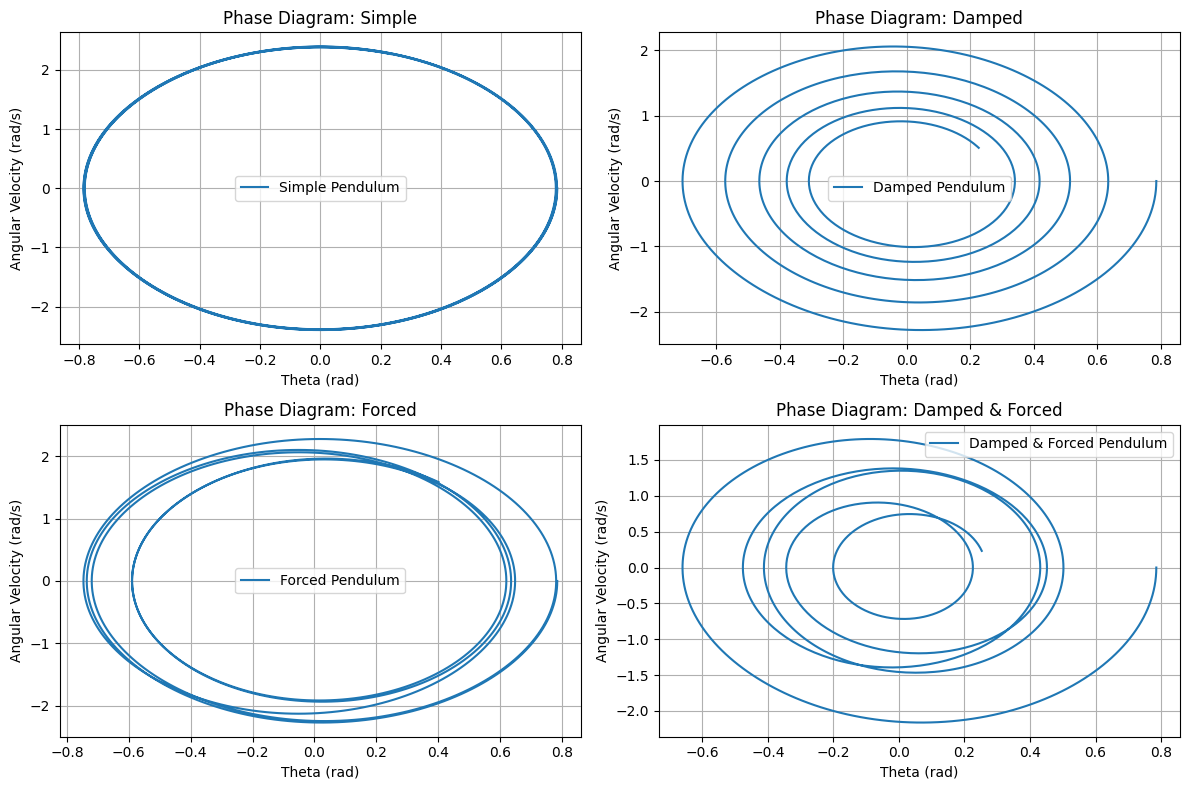 Phase Diagram: Simple
Angular Velocity (rad/s)
2
1
0
−1
−2
Simple Pendulum
−0.8 −0.6 −0.4 −0.2 0.0 0.2 0.4 0.6 0.8
Theta (rad)
Phase Diagram: Damped
Angular Velocity (rad/s)
2
1
0
−1
−2
Damped Pendulum
−0.6 −0.4 −0.2 0.0 0.2 0.4 0.6 0.8
Theta (rad)
Phase Diagram: Forced
Angular Velocity (rad/s)
2
1
0
−1
−2
Forced Pendulum
−0.8 −0.6 −0.4 −0.2 0.0 0.2 0.4 0.6 0.8
Theta (rad)
Phase Diagram: Damped & Forced
Damped & Forced Pendulum
Angular Velocity (rad/s)
1.5
1.0
0.5
0.0
−0.5
−1.0
−1.5
−2.0
−0.6 −0.4 −0.2 0.0 0.2 0.4 0.6 0.8
Theta (rad)